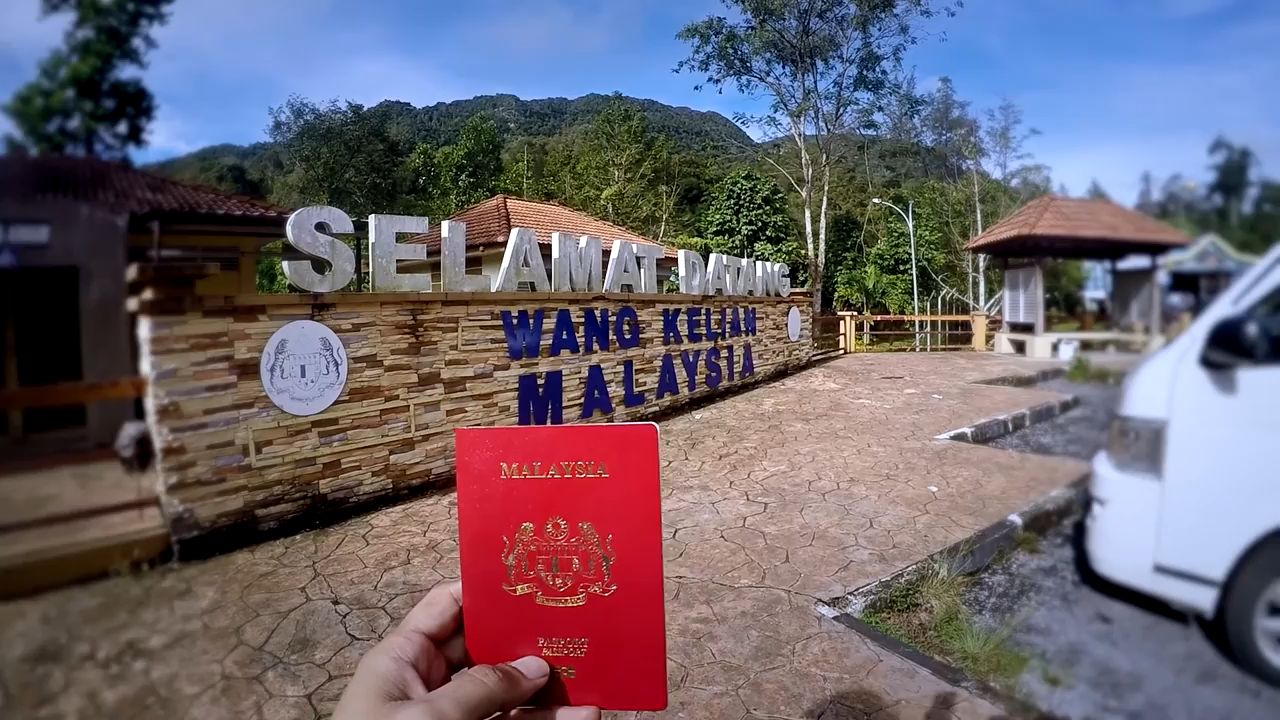 SELAMAT DATANG
WANG KELIAN
MALAYSIA
MALAYSIA
PASPORT
PASSPORT